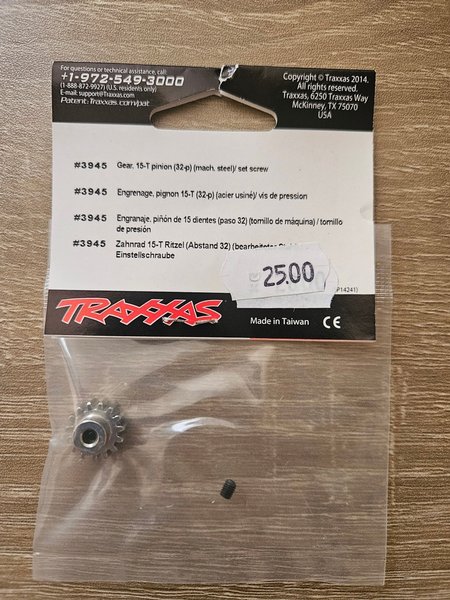 For questions or technical assistance, call:
+1-972-549-3000
(1-888-872-9927) (U.S. residents only)
E-mail: support@Traxxas.com
Patent: Traxxas.com/pat
Copyright © Traxxas 2014,
All rights reserved.
Traxxas, 6250 Traxxas Way
McKinney, TX 75070
USA
#3945 Gear, 15-T pinion (32-p) (mach. steel)/ set screw
#3945 Engrenage, pignon 15-T (32-p) (acier usiné)/ vis de pression
#3945 Engranaje, piñón de 15 dientes (paso 32) (tornillo de máquina) / tornillo
de presión
#3945 Zahnrad 15-T Ritzel (Abstand 32) (bearbeiteter
Einstellschraube
25.00
P14241)
TRAXXAS
Made in Taiwan CE